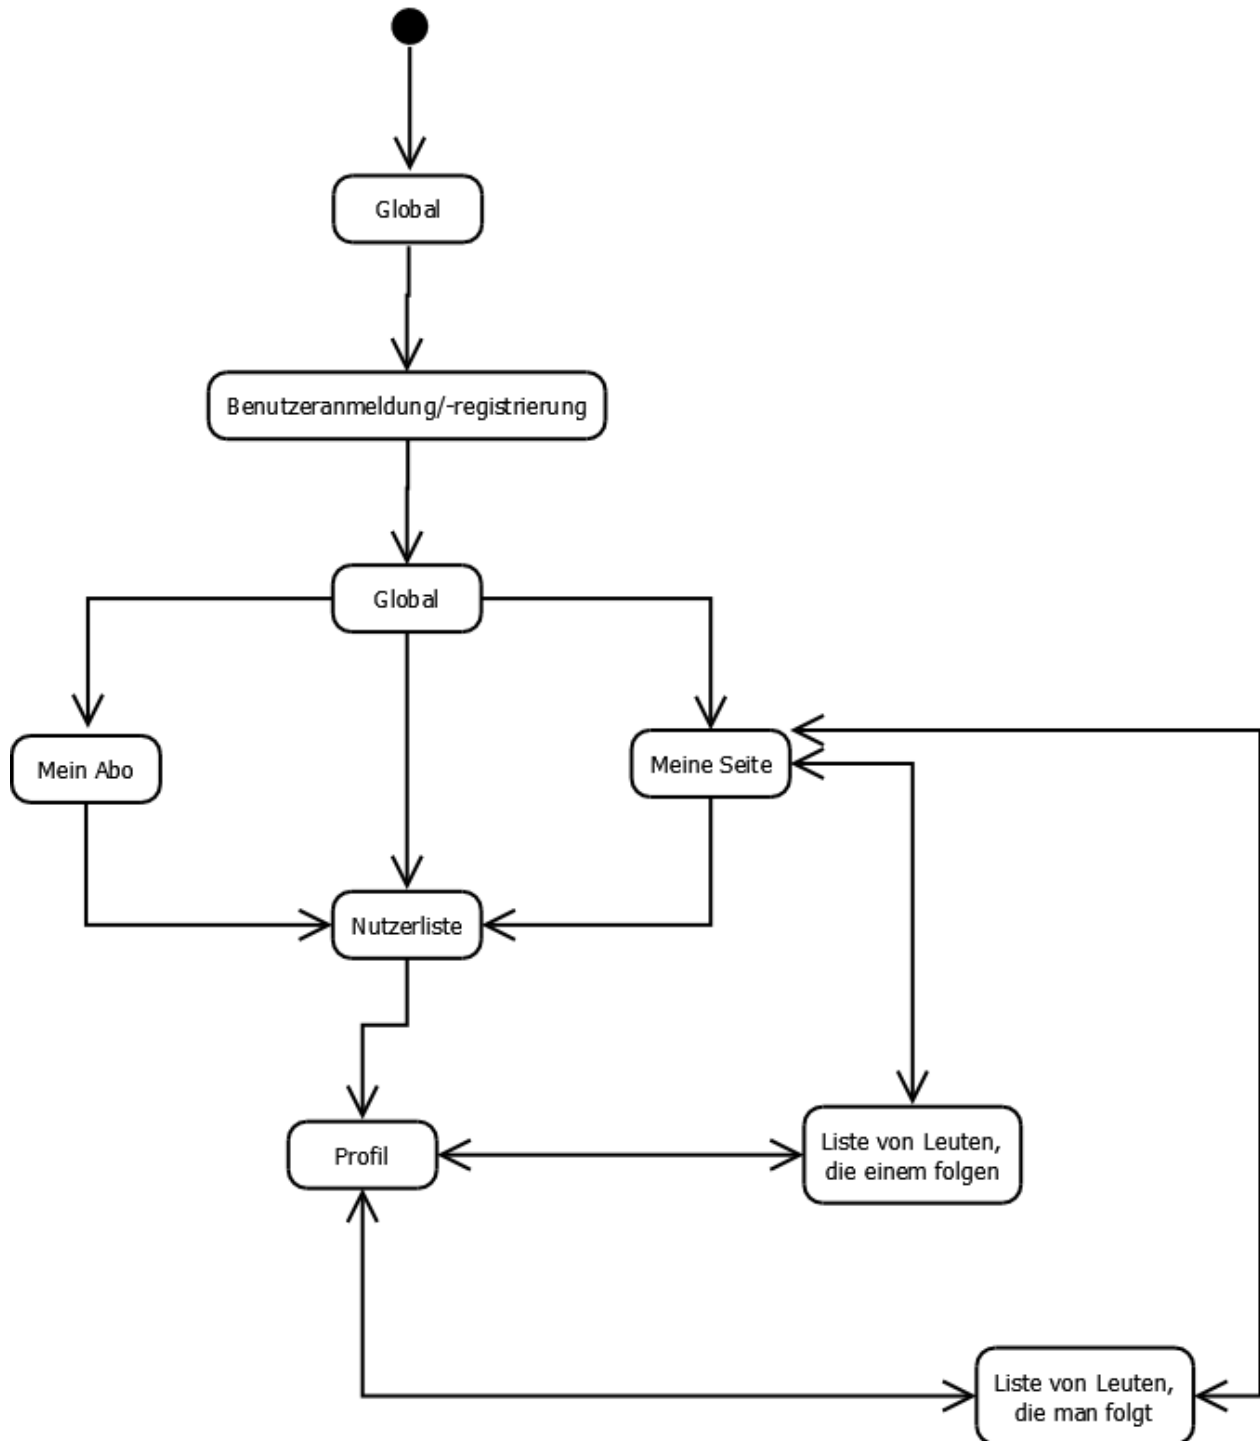 Global
Benutzeranmeldung/-registrierung
Global
Mein Abo
Meine Seite
Nutzerliste
Profil
Liste von Leuten,
die einem folgen
Liste von Leuten,
die man folgt